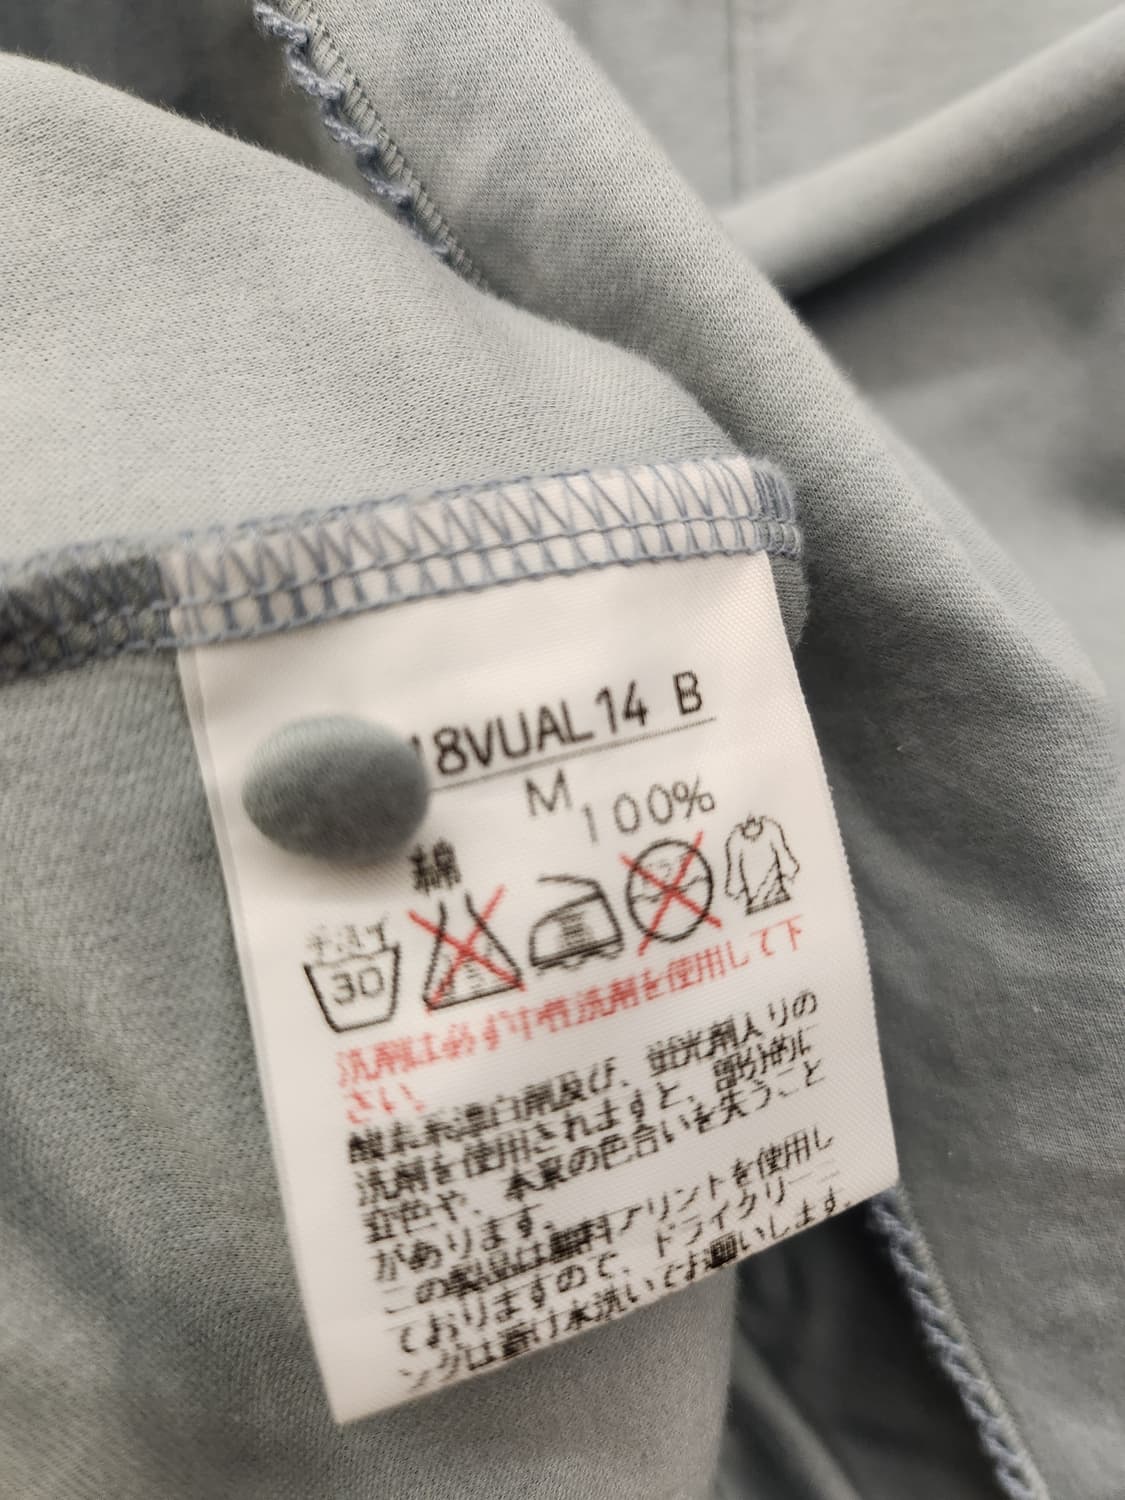 18VUAL14 B
M
綿 100%
手洗イ
30
洗剤は必ず中性洗剤を使用して下
さい。
酸素系漂白剤及び、蛍光剤入りの
洗剤を使用されますと、部分的に
変色や、本来の色合いを失うこと
があります。
この製品は顔料プリントを使用し
ておりますので、ドライクリーニ
ングは避け水洗いでお願いします。